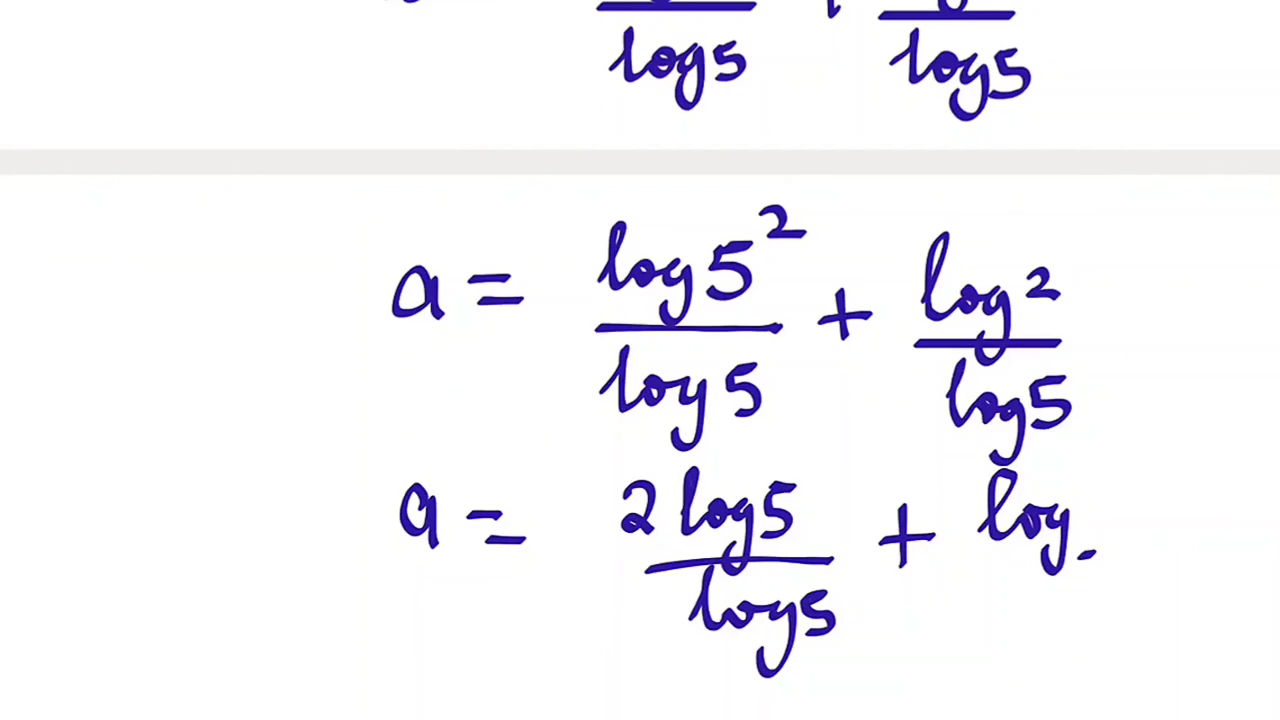 log5 + log5
a = log5² / log5 + log2 / log5
a = 2log5 / log5 + log